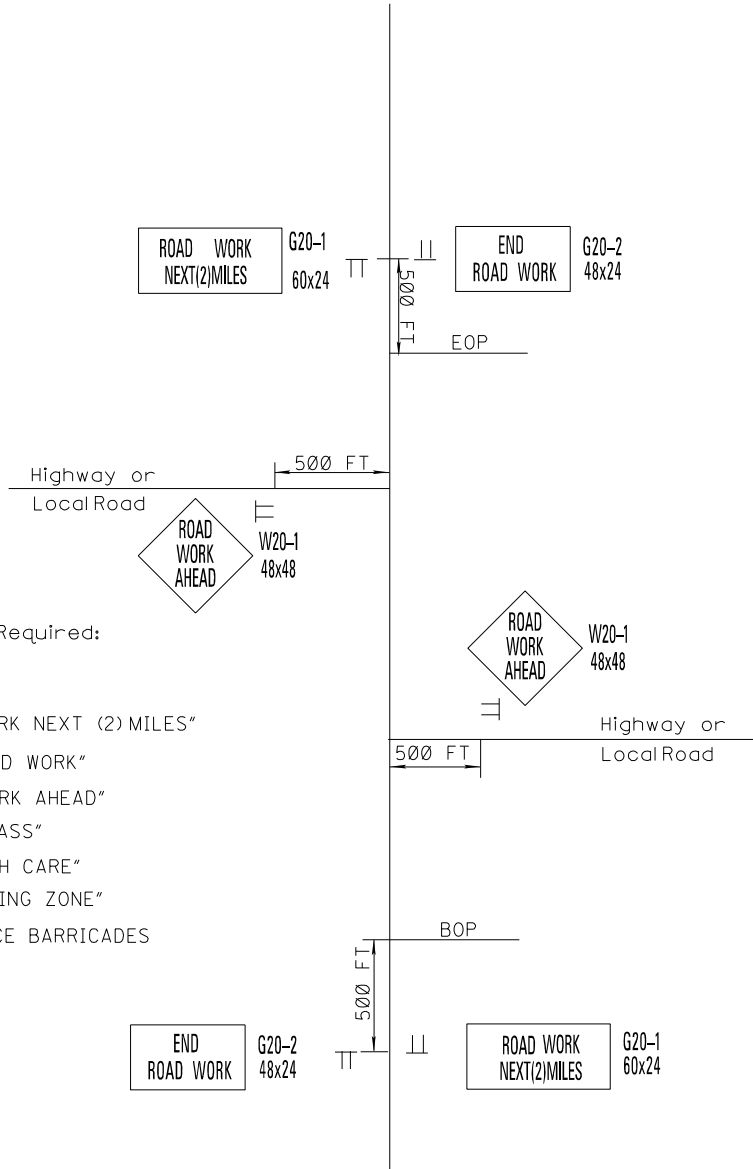 ROAD WORK
NEXT(2)MILES
G20-1
60x24
END
ROAD WORK
G20-2
48x24
500 FT
EOP
500 FT
Highway or
Local Road
ROAD
WORK
AHEAD
W20-1
48x48
Required:
ROAD
WORK
AHEAD
W20-1
48x48
RK NEXT (2) MILES"
D WORK"
RK AHEAD"
ASS"
H CARE"
ING ZONE"
CE BARRICADES
Highway or
Local Road
500 FT
BOP
500 FT
END
ROAD WORK
G20-2
48x24
ROAD WORK
NEXT(2)MILES
G20-1
60x24